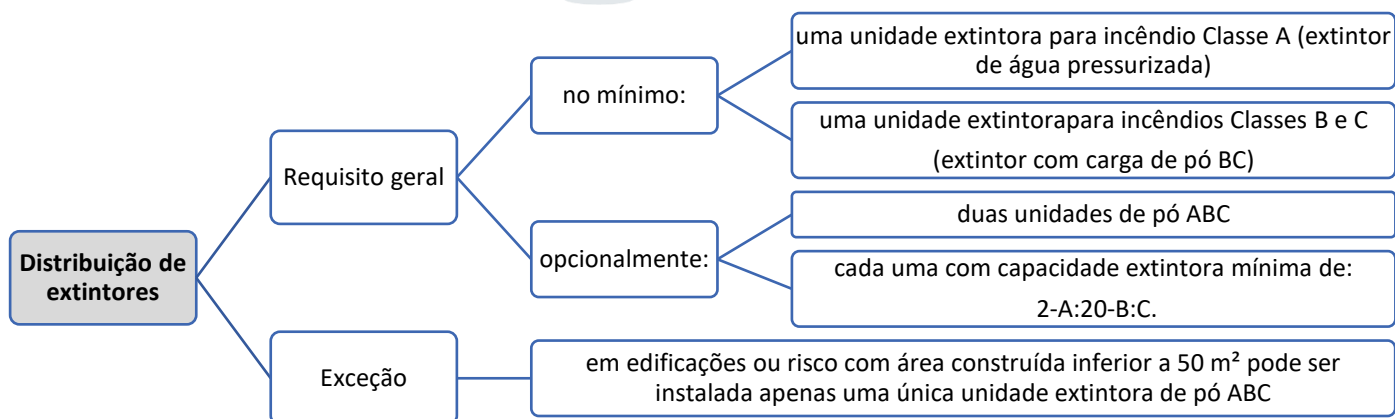 Distribuição de
extintores
Requisito geral
no mínimo:
uma unidade extintora para incêndio Classe A (extintor
de água pressurizada)
uma unidade extintorapara incêndios Classes B e C
(extintor com carga de pó BC)
opcionalmente:
duas unidades de pó ABC
cada uma com capacidade extintora mínima de:
2-A:20-B:C.
Exceção
em edificações ou risco com área construída inferior a 50 m² pode ser
instalada apenas uma única unidade extintora de pó ABC